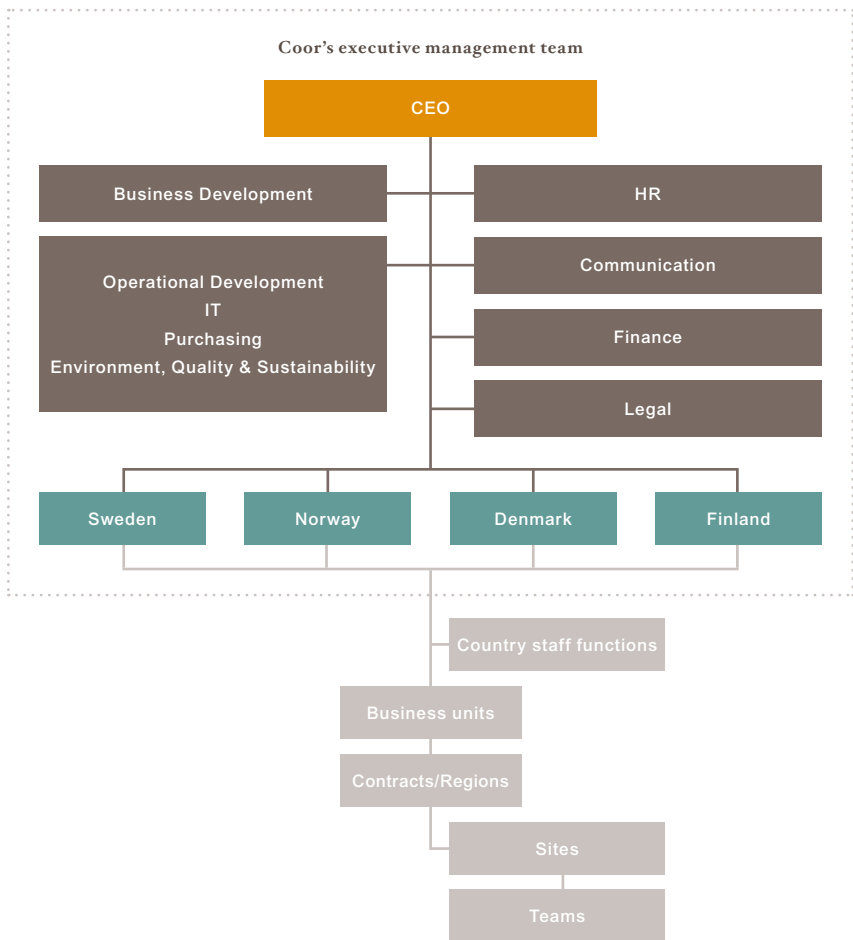 Coor’s executive management team
CEO
Business Development
HR
Operational Development
IT
Purchasing
Environment, Quality & Sustainability
Communication
Finance
Legal
Sweden
Norway
Denmark
Finland
Country staff functions
Business units
Contracts/Regions
Sites
Teams